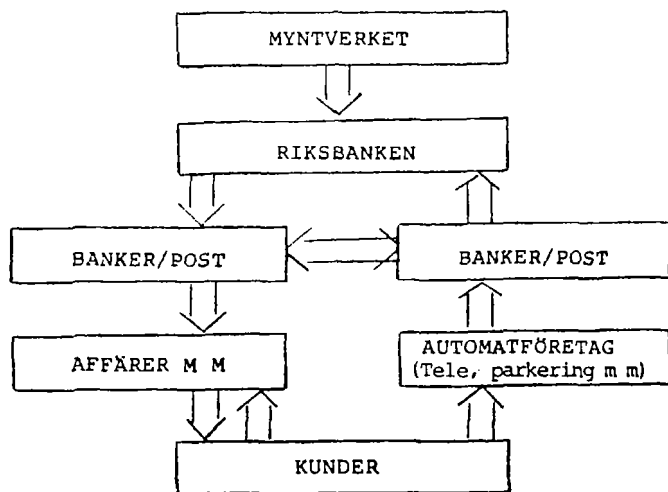 MYNTVERKET
RIKSBANKEN
BANKER/POST
BANKER/POST
AFFÄRER M M
AUTOMATFÖRETAG
(Tele, parkering m m)
KUNDER